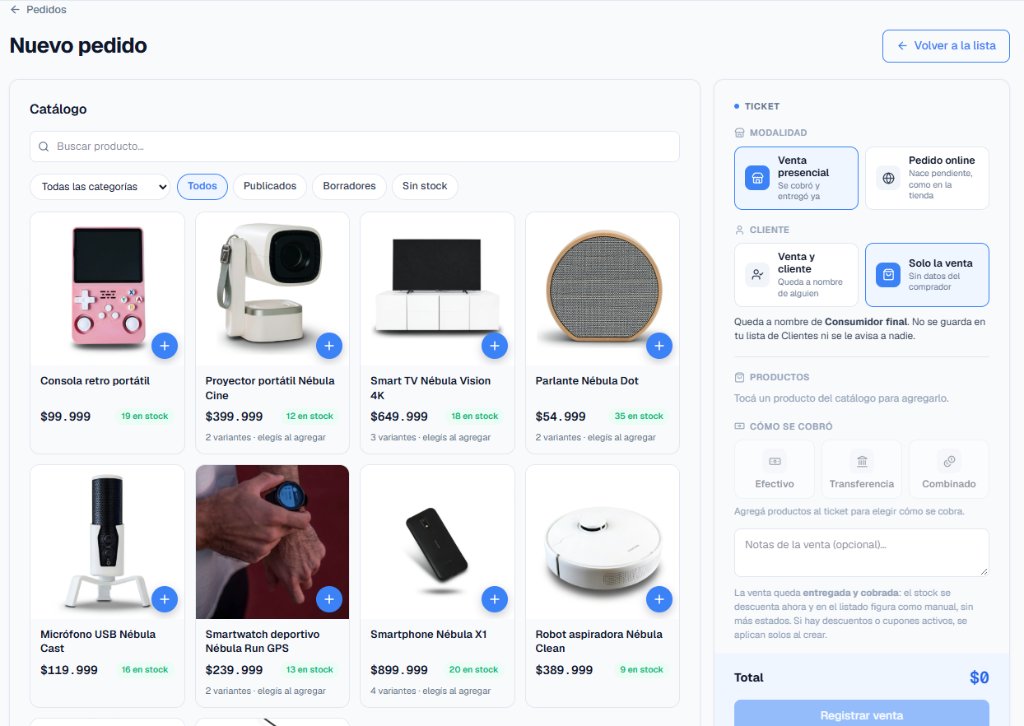 ← Pedidos
Nuevo pedido
← Volver a la lista
Catálogo
Buscar producto...
Todas las categorías
Todos
Publicados
Borradores
Sin stock
Consola retro portátil
$99.999
19 en stock
Proyector portátil Nébula
Cine
$399.999
12 en stock
2 variantes · elegís al agregar
Smart TV Nébula Vision
4K
$649.999
18 en stock
3 variantes · elegís al agregar
Parlante Nébula Dot
$54.999
35 en stock
2 variantes · elegís al agregar
Micrófono USB Nébula
Cast
$119.999
16 en stock
Smartwatch deportivo
Nébula Run GPS
$239.999
13 en stock
2 variantes · elegís al agregar
Smartphone Nébula X1
$899.999
20 en stock
4 variantes · elegís al agregar
Robot aspiradora Nébula
Clean
$389.999
9 en stock
TICKET
MODALIDAD
Venta
presencial
Se cobró y
entregó ya
Pedido online
Nace pendiente,
como en la
tienda
CLIENTE
Venta y
cliente
Queda a nombre
de alguien
Solo la venta
Sin datos del
comprador
Queda a nombre de Consumidor final. No se guarda en
tu lista de Clientes ni se le avisa a nadie.
PRODUCTOS
Tocá un producto del catálogo para agregarlo.
CÓMO SE COBRÓ
Efectivo
Transferencia
Combinado
Agregá productos al ticket para elegir cómo se cobra.
Notas de la venta (opcional)...
La venta queda entregada y cobrada: el stock se
descuenta ahora y en el listado figura como manual, sin
más estados. Si hay descuentos o cupones activos, se
aplican solos al crear.
Total
$0
Registrar venta